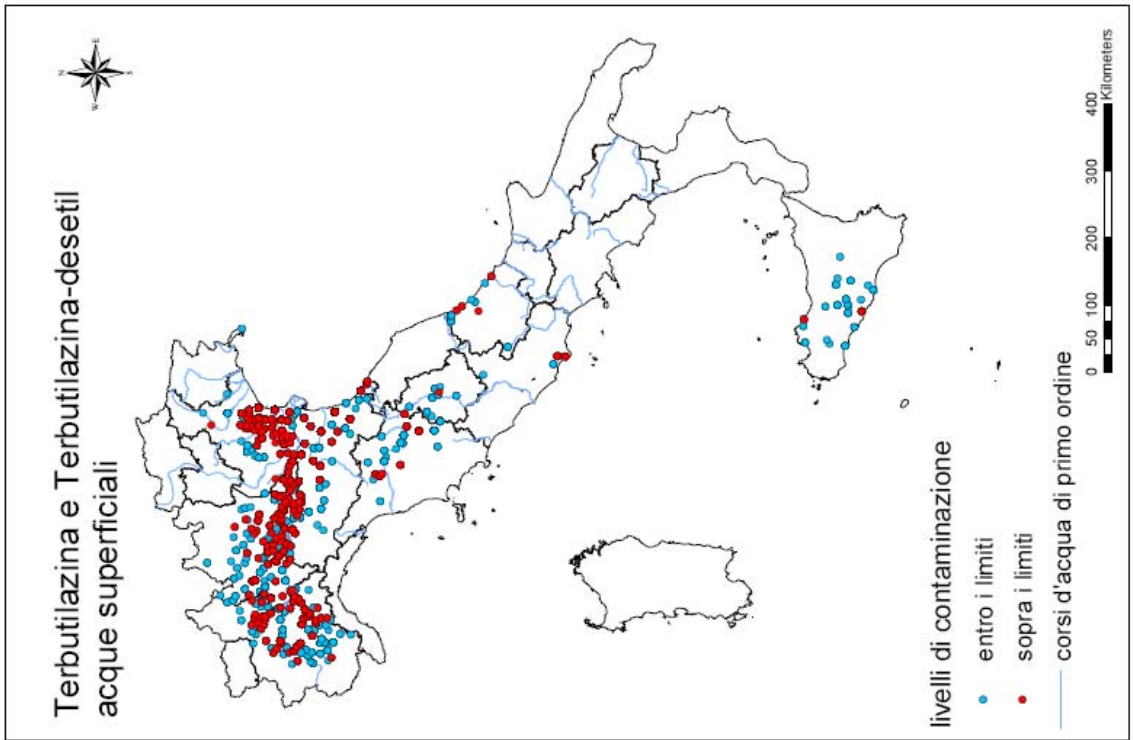 Terbutilazina e Terbutilazina-desetil
acque superficiali
N
W
E
S
livelli di contaminazione
entro i limiti
sopra i limiti
corsi d'acqua di primo ordine
0 50 100 200 300 400
Kilometers